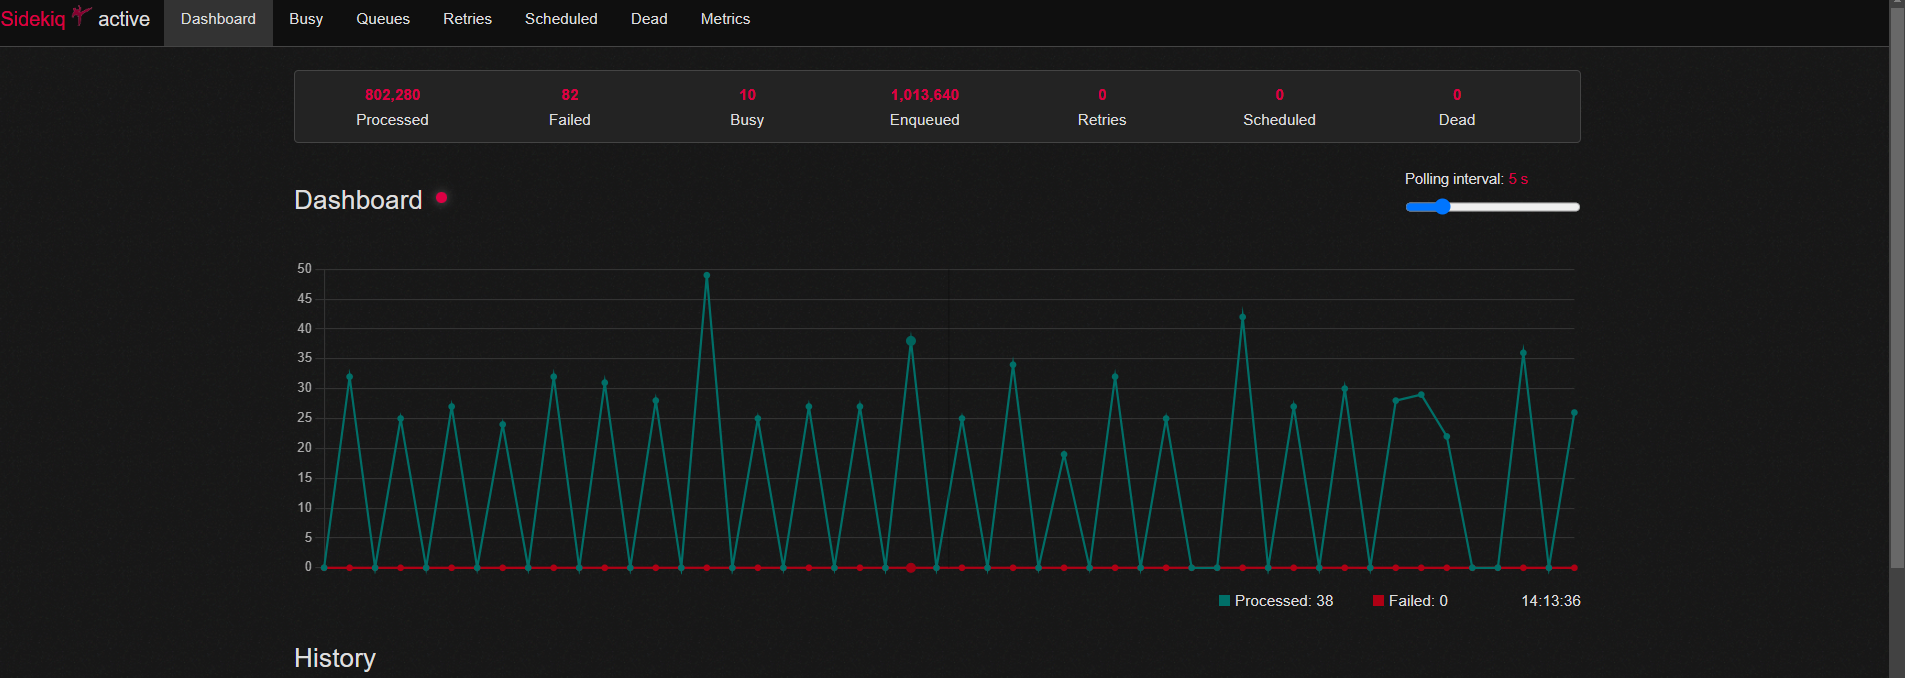 Sidekiq active Dashboard Busy Queues Retries Scheduled Dead Metrics
802,280 82 10 1,013,640 0 0 0
Processed Failed Busy Enqueued Retries Scheduled Dead
Polling interval: 5 s
Dashboard
50
45
40
35
30
25
20
15
10
5
0
Processed: 38 Failed: 0 14:13:36
History